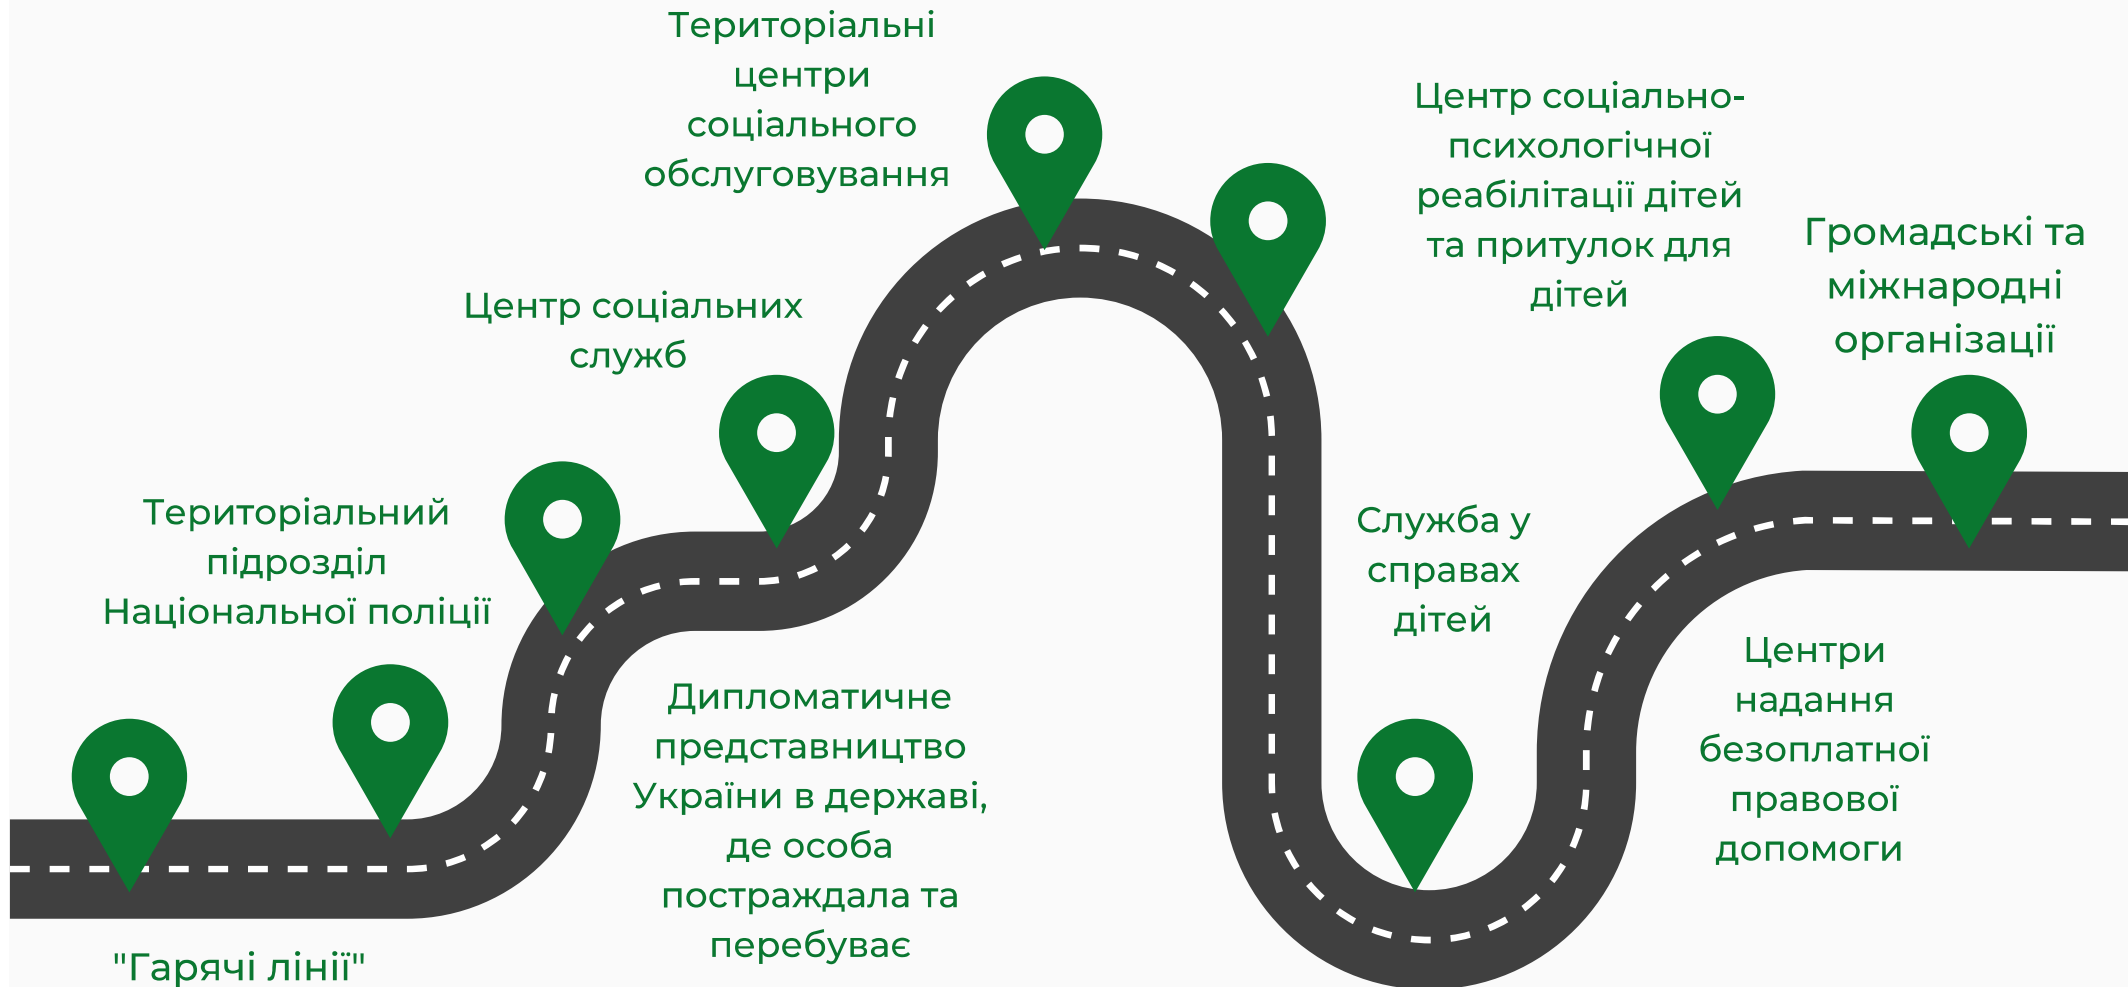 "Гарячі лінії"
Територіальний
підрозділ
Національної поліції
Дипломатичне
представництво
України в державі,
де особа
постраждала та
перебуває
Центр соціальних
служб
Територіальні
центри
соціального
обслуговування
Центр соціально-
психологічної
реабілітації дітей
та притулок для
дітей
Служба у
справах
дітей
Центри
надання
безоплатної
правової
допомоги
Громадські та
міжнародні
організації